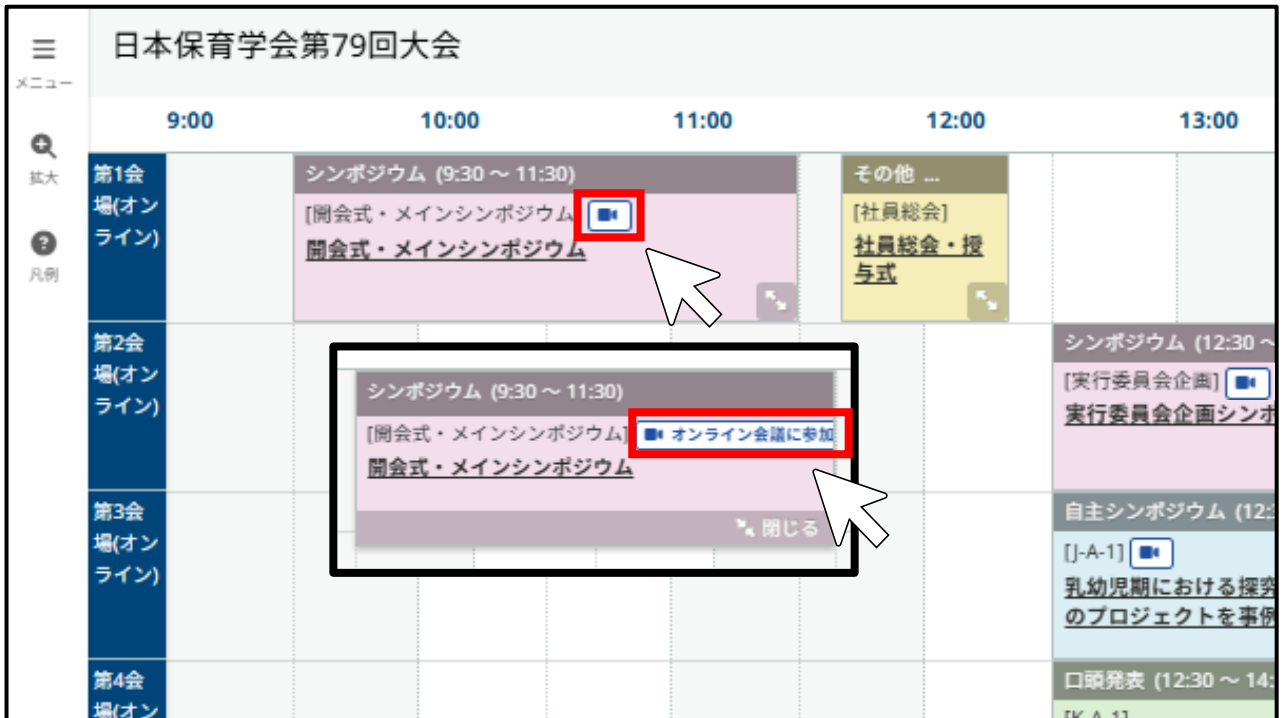 日本保育学会第79回大会
メニュー
拡大
凡例
9:00 10:00 11:00 12:00 13:00
第1会
場(オン
ライン)
シンポジウム (9:30 ～ 11:30)
[開会式・メインシンポジウム
開会式・メインシンポジウム
その他 ...
[社員総会]
社員総会・授
与式
第2会
場(オン
ライン)
シンポジウム (12:30 ～
[実行委員会企画]
実行委員会企画シンポ
シンポジウム (9:30 ～ 11:30)
[開会式・メインシンポジウム]
オンライン会議に参加
開会式・メインシンポジウム
閉じる
第3会
場(オン
ライン)
自主シンポジウム (12:
[J-A-1]
乳幼児期における探究
のプロジェクトを事例
第4会
場(オン
口頭発表 (12:30 ～ 14:
[K-A-1]